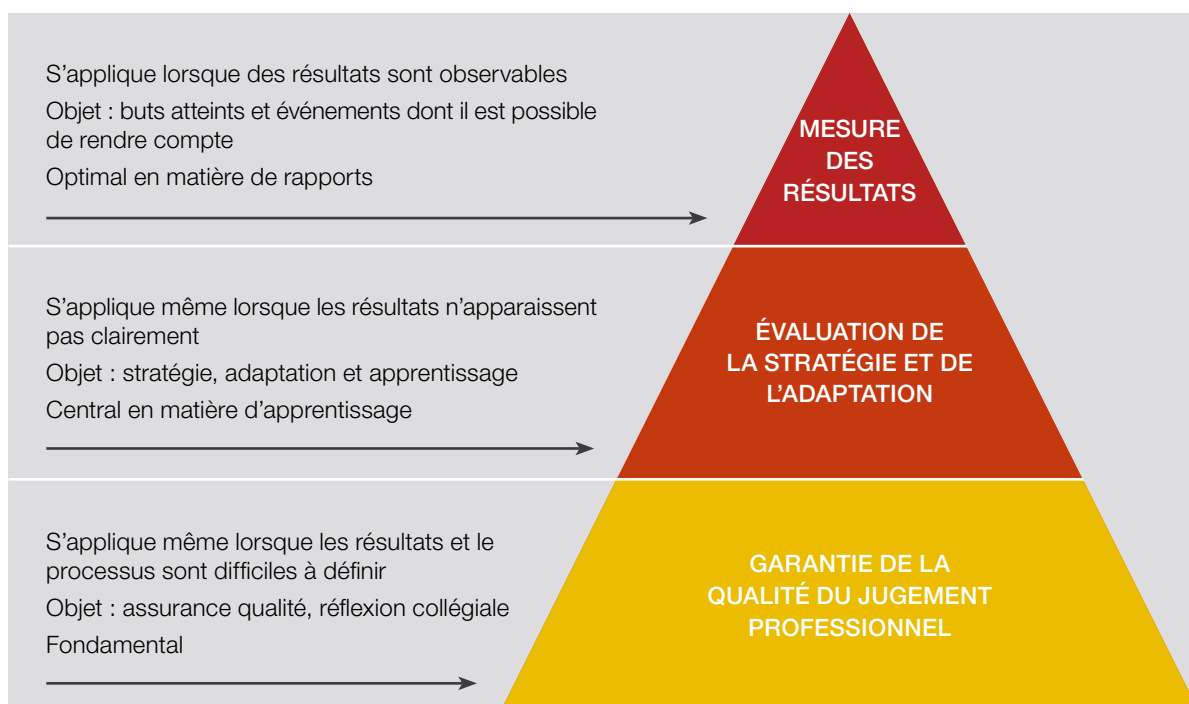 S’applique lorsque des résultats sont observables
Objet : buts atteints et événements dont il est possible
de rendre compte
Optimal en matière de rapports
MESURE
DES
RÉSULTATS
S’applique même lorsque les résultats n’apparaissent
pas clairement
Objet : stratégie, adaptation et apprentissage
Central en matière d’apprentissage
ÉVALUATION DE
LA STRATÉGIE ET DE
L’ADAPTATION
S’applique même lorsque les résultats et le
processus sont difficiles à définir
Objet : assurance qualité, réflexion collégiale
Fondamental
GARANTIE DE LA
QUALITÉ DU JUGEMENT
PROFESSIONNEL